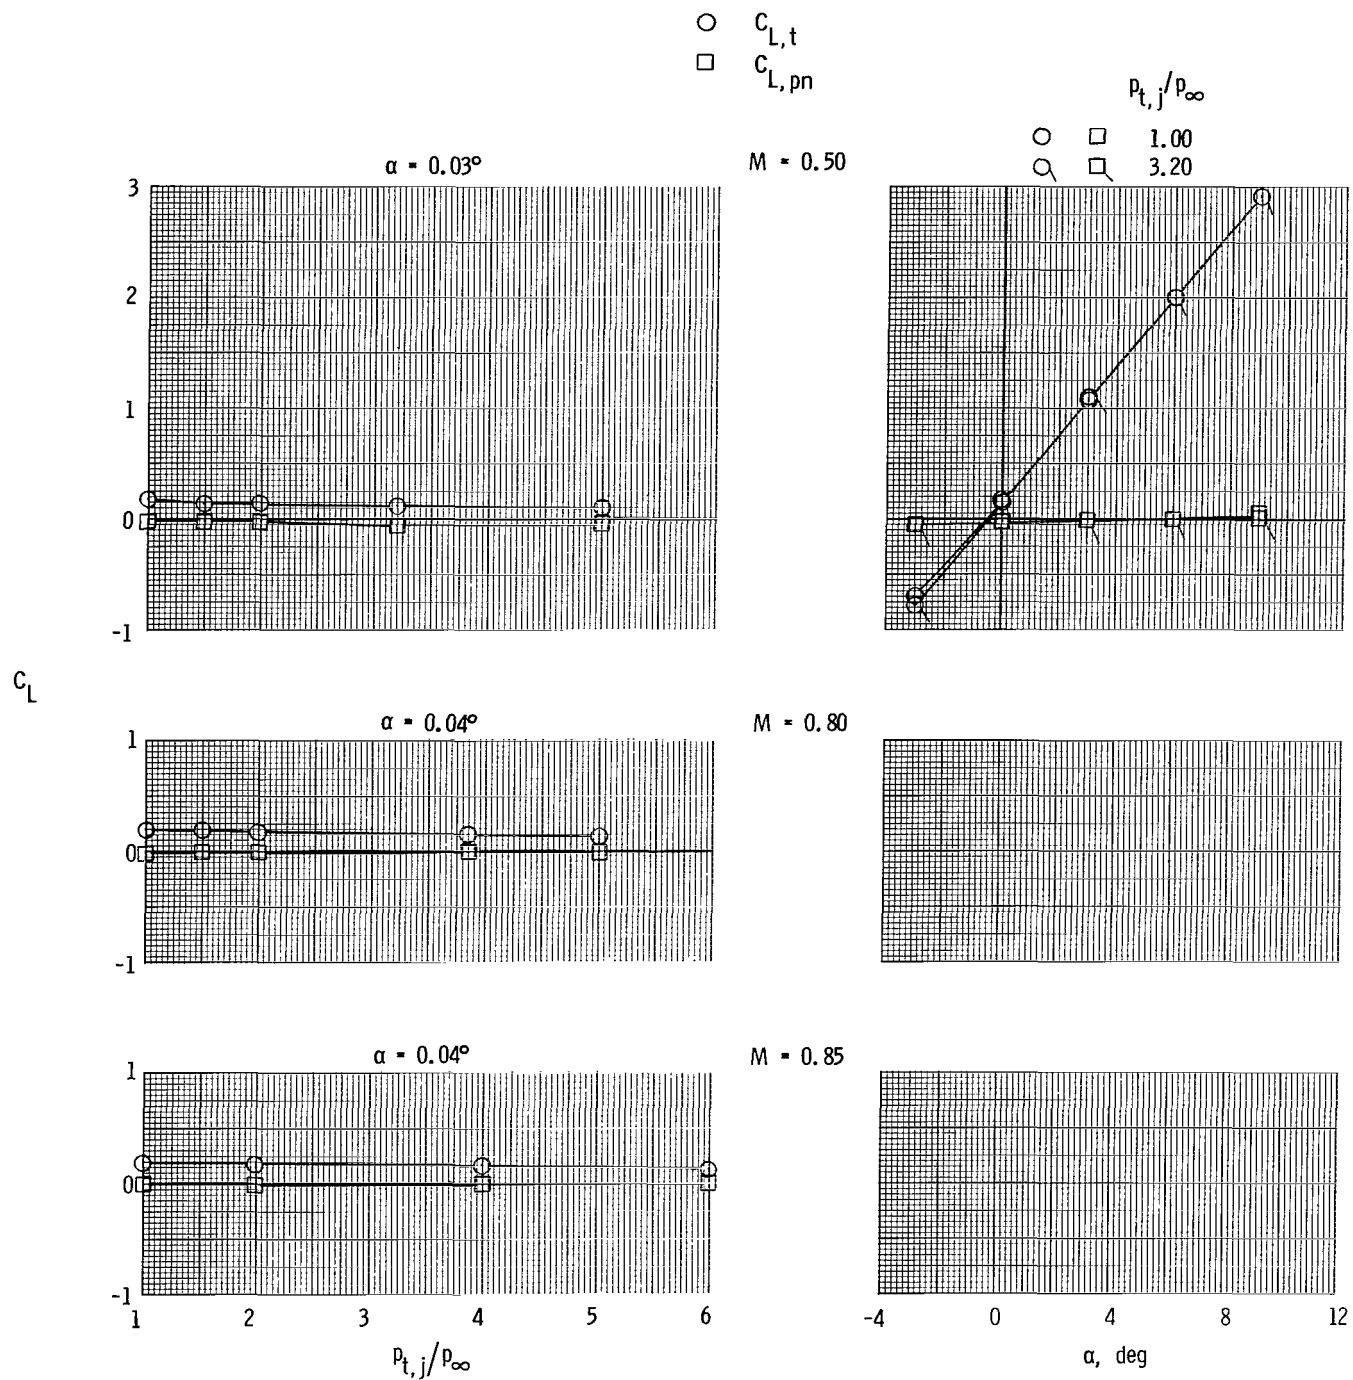 C_L,t
C_L,pn
p_t,j/p_∞
1.00
3.20
α = 0.03°
M = 0.50
3
2
1
0
-1
C_L
α = 0.04°
M = 0.80
1
0
-1
α = 0.04°
M = 0.85
1
0
-1
1 2 3 4 5 6
-4 0 4 8 12
p_t,j/p_∞
α, deg